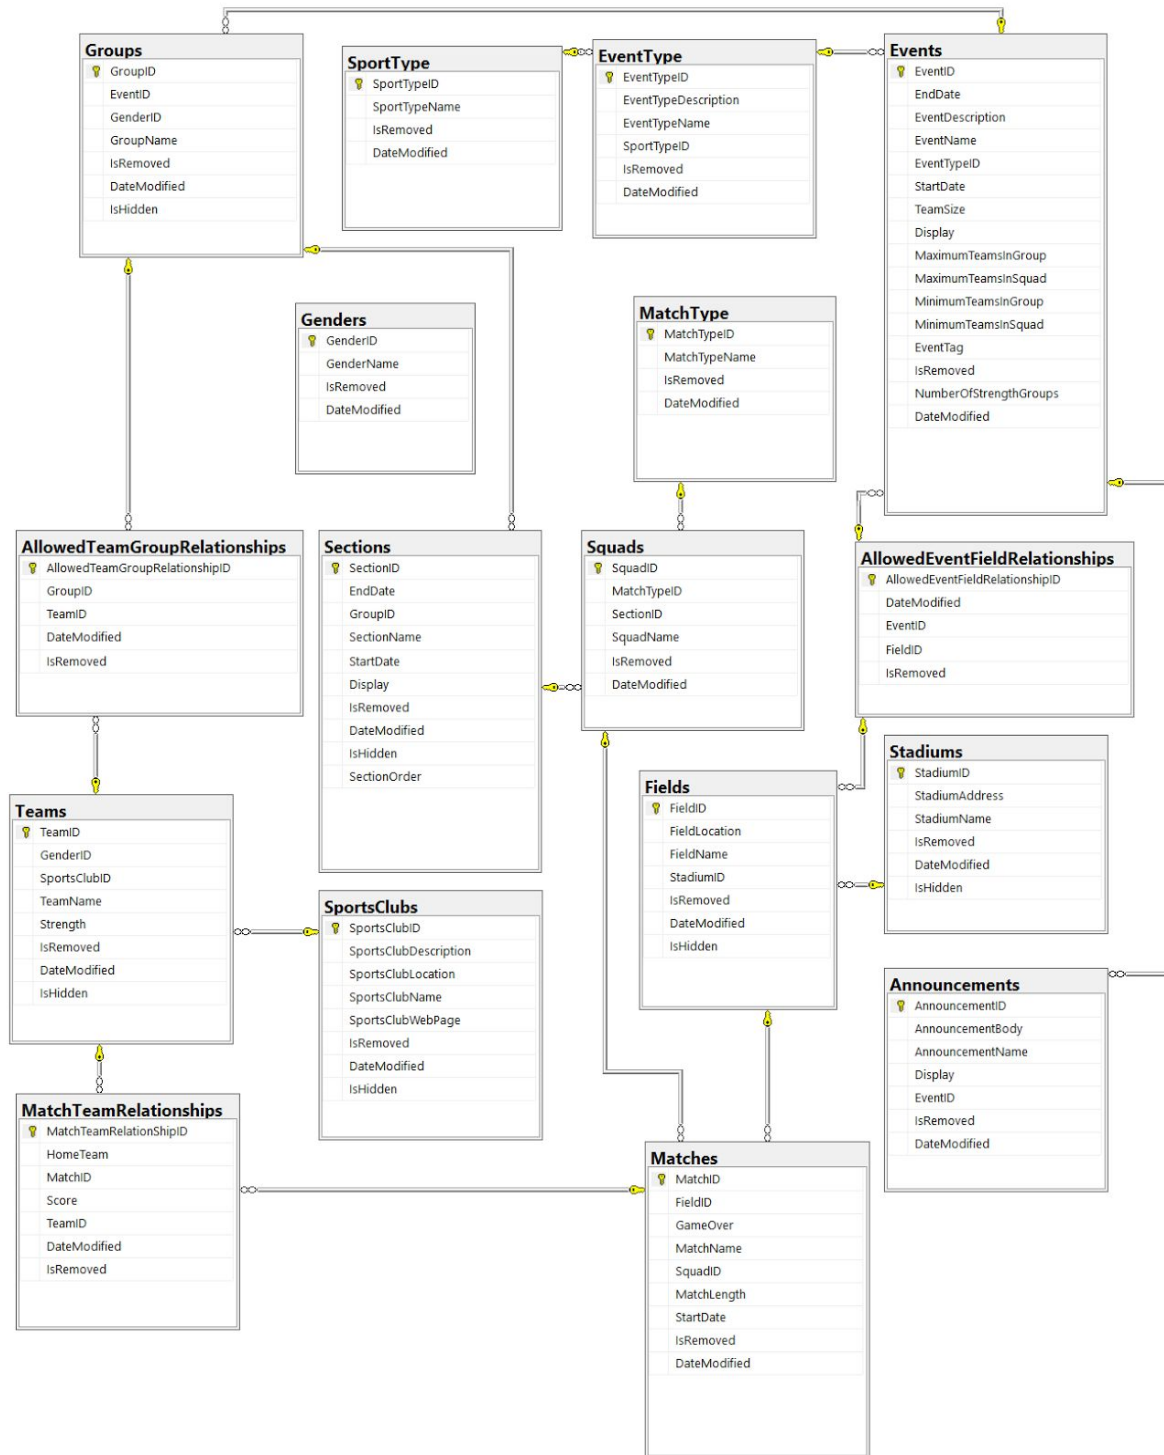 Groups
GroupID
EventID
GenderID
GroupName
IsRemoved
DateModified
IsHidden
SportType
SportTypeID
SportTypeName
IsRemoved
DateModified
EventType
EventTypeID
EventTypeDescription
EventTypeName
SportTypeID
IsRemoved
DateModified
Events
EventID
EndDate
EventDescription
EventName
EventTypeID
StartDate
TeamSize
Display
MaximumTeamsInGroup
MaximumTeamsInSquad
MinimumTeamsInGroup
MinimumTeamsInSquad
EventTag
IsRemoved
NumberOfStrengthGroups
DateModified
Genders
GenderID
GenderName
IsRemoved
DateModified
MatchType
MatchTypeID
MatchTypeName
IsRemoved
DateModified
AllowedTeamGroupRelationships
AllowedTeamGroupRelationshipID
GroupID
TeamID
DateModified
IsRemoved
Sections
SectionID
EndDate
GroupID
SectionName
StartDate
Display
IsRemoved
DateModified
IsHidden
SectionOrder
Squads
SquadID
MatchTypeID
SectionID
SquadName
IsRemoved
DateModified
AllowedEventFieldRelationships
AllowedEventFieldRelationshipID
DateModified
EventID
FieldID
IsRemoved
Stadiums
StadiumID
StadiumAddress
StadiumName
IsRemoved
DateModified
IsHidden
Fields
FieldID
FieldLocation
FieldName
StadiumID
IsRemoved
DateModified
IsHidden
Teams
TeamID
GenderID
SportsClubID
TeamName
Strength
IsRemoved
DateModified
IsHidden
SportsClubs
SportsClubID
SportsClubDescription
SportsClubLocation
SportsClubName
SportsClubWebPage
IsRemoved
DateModified
IsHidden
Announcements
AnnouncementID
AnnouncementBody
AnnouncementName
Display
EventID
IsRemoved
DateModified
MatchTeamRelationships
MatchTeamRelationShipID
HomeTeam
MatchID
Score
TeamID
DateModified
IsRemoved
Matches
MatchID
FieldID
GameOver
MatchName
SquadID
MatchLength
StartDate
IsRemoved
DateModified